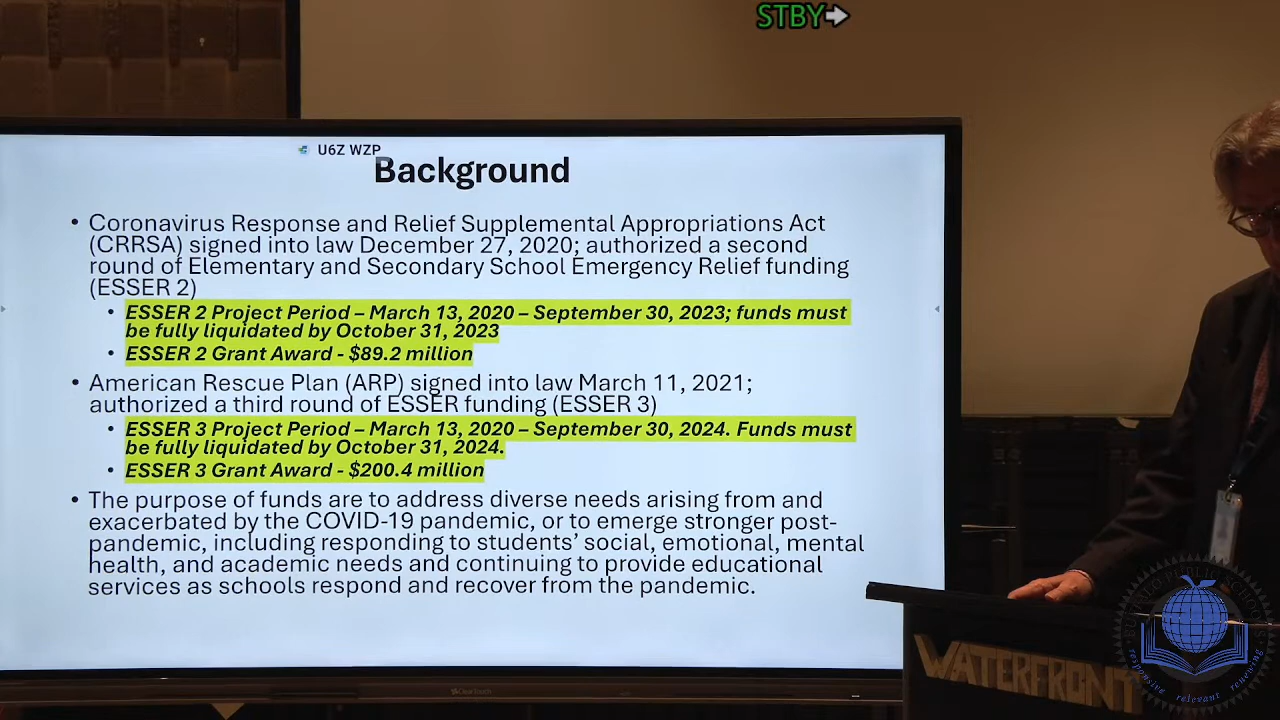 STBY
U6Z WZP
Background
• Coronavirus Response and Relief Supplemental Appropriations Act
(CRRSA) signed into law December 27, 2020; authorized a second
round of Elementary and Secondary School Emergency Relief funding
(ESSER 2)
• ESSER 2 Project Period – March 13, 2020 – September 30, 2023; funds must
be fully liquidated by October 31, 2023
• ESSER 2 Grant Award - $89.2 million
• American Rescue Plan (ARP) signed into law March 11, 2021;
authorized a third round of ESSER funding (ESSER 3)
• ESSER 3 Project Period – March 13, 2020 – September 30, 2024. Funds must
be fully liquidated by October 31, 2024.
• ESSER 3 Grant Award - $200.4 million
• The purpose of funds are to address diverse needs arising from and
exacerbated by the COVID-19 pandemic, or to emerge stronger post-
pandemic, including responding to students’ social, emotional, mental
health, and academic needs and continuing to provide educational
services as schools respond and recover from the pandemic.
Cleartouch
WATERFRONT
BUFFALO PUBLIC SCHOOLS
responsive relevant renewing